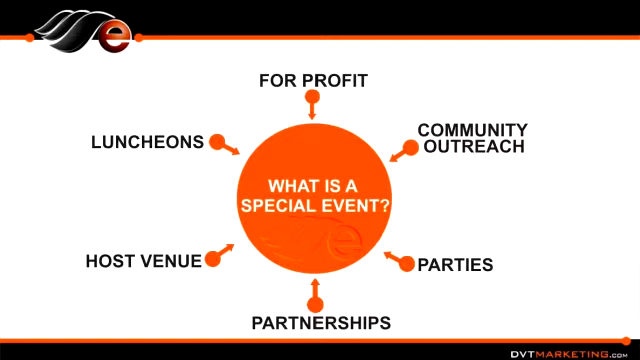 e
FOR PROFIT
LUNCHEONS
COMMUNITY
OUTREACH
WHAT IS A
SPECIAL EVENT?
e
HOST VENUE
PARTIES
PARTNERSHIPS
DVTMARKETING.COM